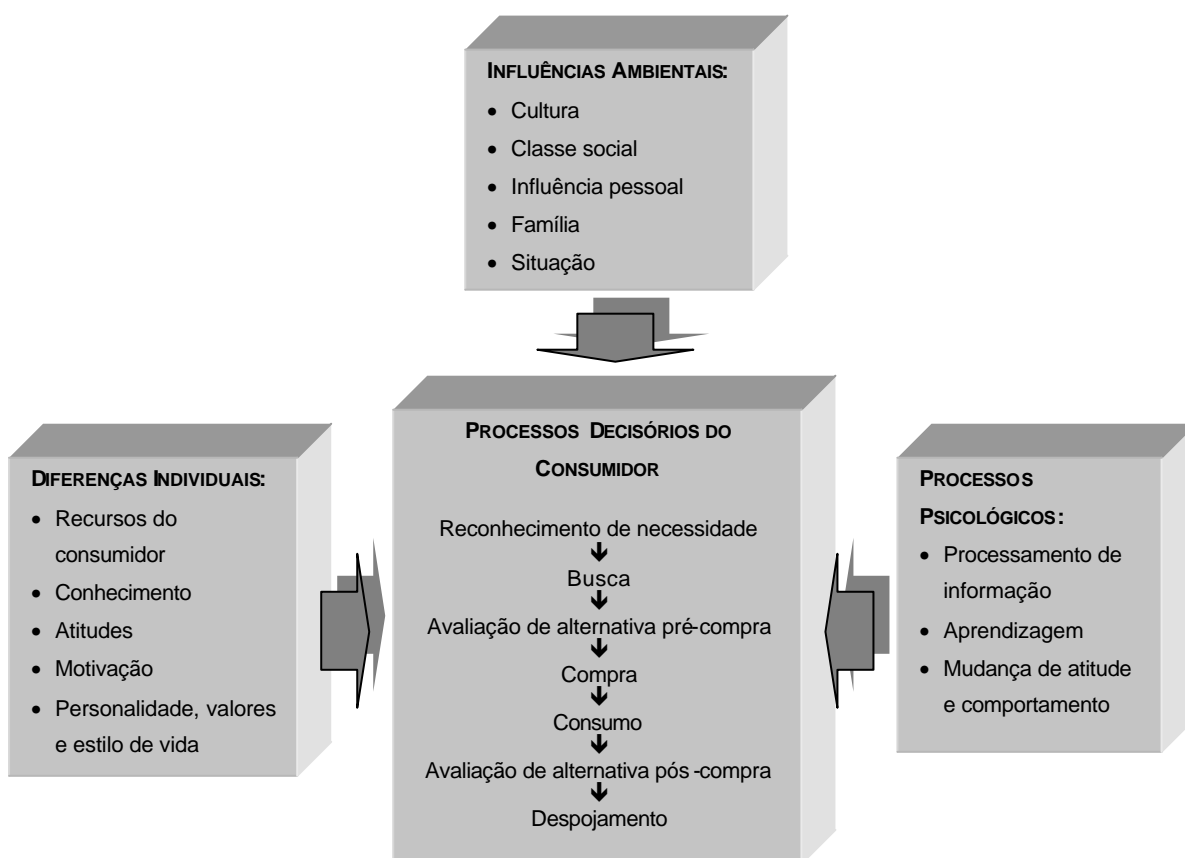 INFLUÊNCIAS AMBIENTAIS:
• Cultura
• Classe social
• Influência pessoal
• Família
• Situação
DIFERENÇAS INDIVIDUAIS:
• Recursos do
consumidor
• Conhecimento
• Atitudes
• Motivação
• Personalidade, valores
e estilo de vida
PROCESSOS DECISÓRIOS DO
CONSUMIDOR
Reconhecimento de necessidade
Busca
Avaliação de alternativa pré-compra
Compra
Consumo
Avaliação de alternativa pós -compra
Despojamento
PROCESSOS
PSICOLÓGICOS:
• Processamento de
informação
• Aprendizagem
• Mudança de atitude
e comportamento